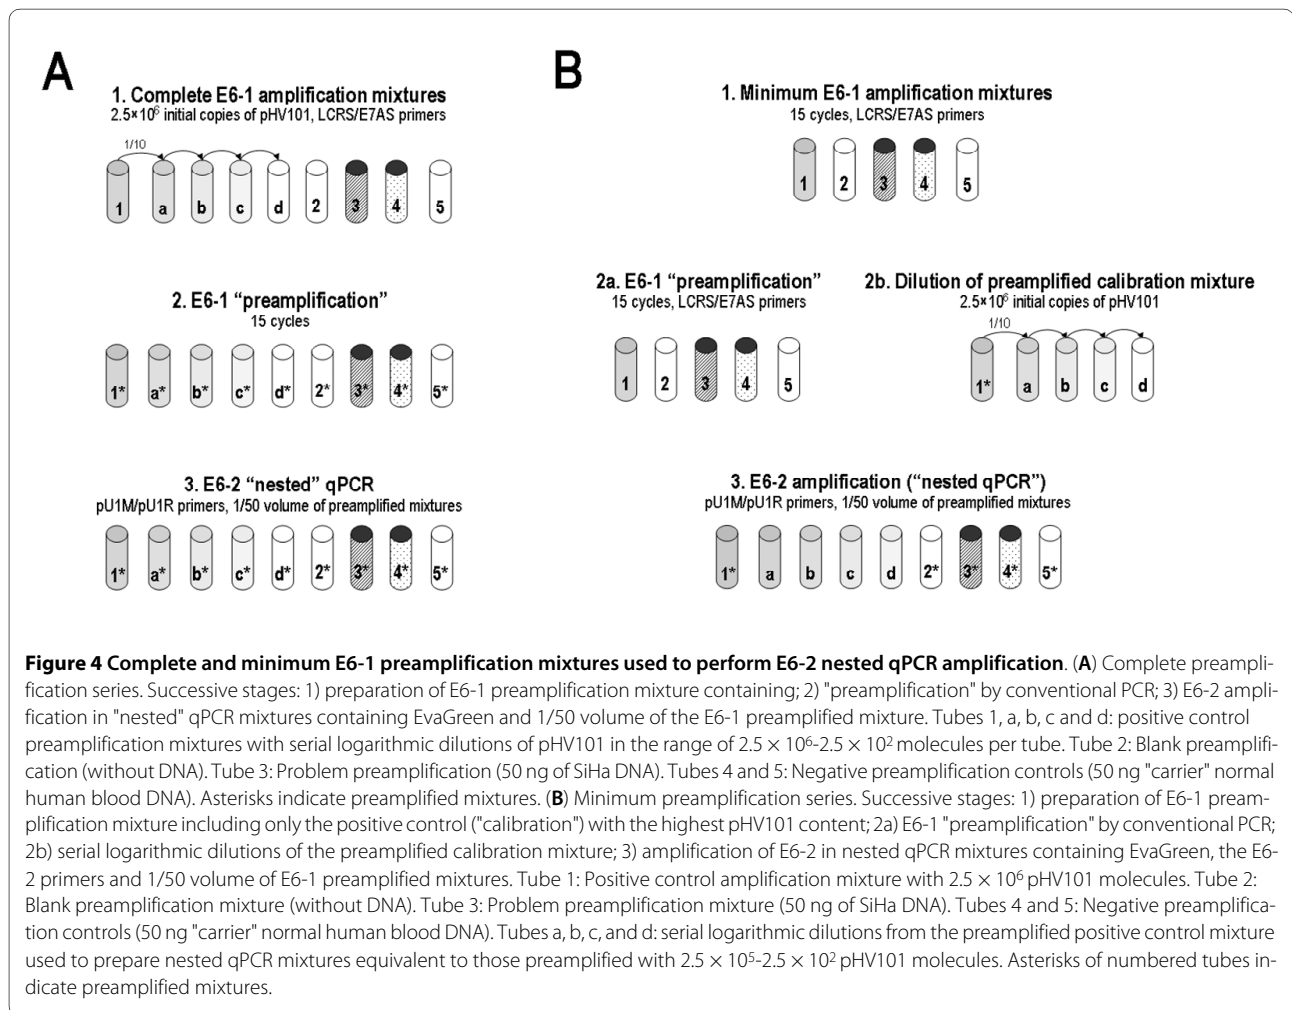 A
1. Complete E6-1 amplification mixtures
2.5×10⁶ initial copies of pHV101, LCRS/E7AS primers
1/10
1 a b c d 2 3 4 5
2. E6-1 “preamplification”
15 cycles
1* a* b* c* d* 2* 3* 4* 5*
3. E6-2 “nested” qPCR
pU1M/pU1R primers, 1/50 volume of preamplified mixtures
1* a* b* c* d* 2* 3* 4* 5*
B
1. Minimum E6-1 amplification mixtures
15 cycles, LCRS/E7AS primers
1 2 3 4 5
2a. E6-1 “preamplification”
15 cycles, LCRS/E7AS primers
1 2 3 4 5
2b. Dilution of preamplified calibration mixture
2.5×10⁶ initial copies of pHV101
1/10
1* a b c d
3. E6-2 amplification (“nested qPCR”)
pU1M/pU1R primers, 1/50 volume of preamplified mixtures
1* a b c d 2* 3* 4* 5*
Figure 4 Complete and minimum E6-1 preamplification mixtures used to perform E6-2 nested qPCR amplification. (A) Complete preampli-
fication series. Successive stages: 1) preparation of E6-1 preamplification mixture containing; 2) "preamplification" by conventional PCR; 3) E6-2 ampli-
fication in "nested" qPCR mixtures containing EvaGreen and 1/50 volume of the E6-1 preamplified mixture. Tubes 1, a, b, c and d: positive control
preamplification mixtures with serial logarithmic dilutions of pHV101 in the range of 2.5 × 10⁶-2.5 × 10² molecules per tube. Tube 2: Blank preamplifi-
cation (without DNA). Tube 3: Problem preamplification (50 ng of SiHa DNA). Tubes 4 and 5: Negative preamplification controls (50 ng "carrier" normal
human blood DNA). Asterisks indicate preamplified mixtures. (B) Minimum preamplification series. Successive stages: 1) preparation of E6-1 pream-
plification mixture including only the positive control ("calibration") with the highest pHV101 content; 2a) E6-1 "preamplification" by conventional PCR;
2b) serial logarithmic dilutions of the preamplified calibration mixture; 3) amplification of E6-2 in nested qPCR mixtures containing EvaGreen, the E6-
2 primers and 1/50 volume of E6-1 preamplified mixtures. Tube 1: Positive control amplification mixture with 2.5 × 10⁶ pHV101 molecules. Tube 2:
Blank preamplification mixture (without DNA). Tube 3: Problem preamplification mixture (50 ng of SiHa DNA). Tubes 4 and 5: Negative preamplifica-
tion controls (50 ng "carrier" normal human blood DNA). Tubes a, b, c, and d: serial logarithmic dilutions from the preamplified positive control mixture
used to prepare nested qPCR mixtures equivalent to those preamplified with 2.5 × 10⁵-2.5 × 10² pHV101 molecules. Asterisks of numbered tubes in-
dicate preamplified mixtures.